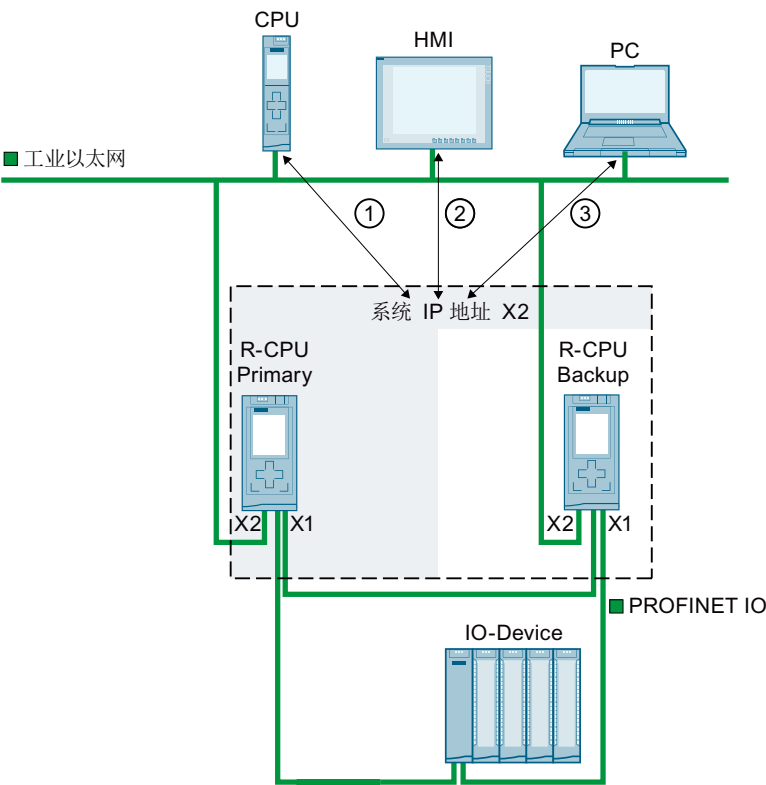 CPU
HMI
PC
工业以太网
① ② ③
系统 IP 地址 X2
R-CPU
Primary
R-CPU
Backup
X2 X1
X2 X1
PROFINET IO
IO-Device